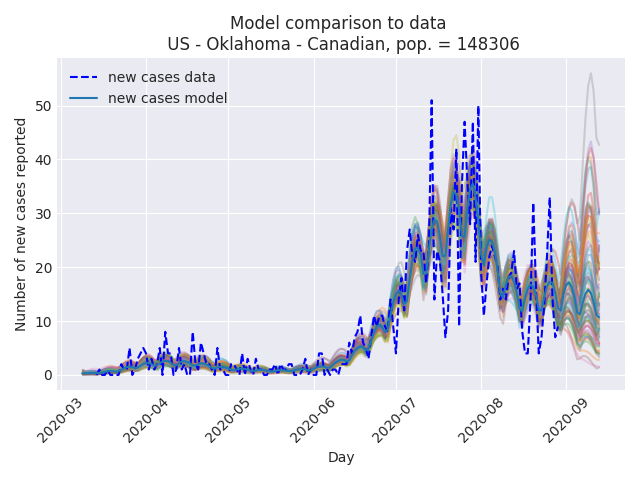 Model comparison to data
US - Oklahoma - Canadian, pop. = 148306
new cases data
new cases model
Number of new cases reported
50
40
30
20
10
0
2020-03
2020-04
2020-05
2020-06
2020-07
2020-08
2020-09
Day